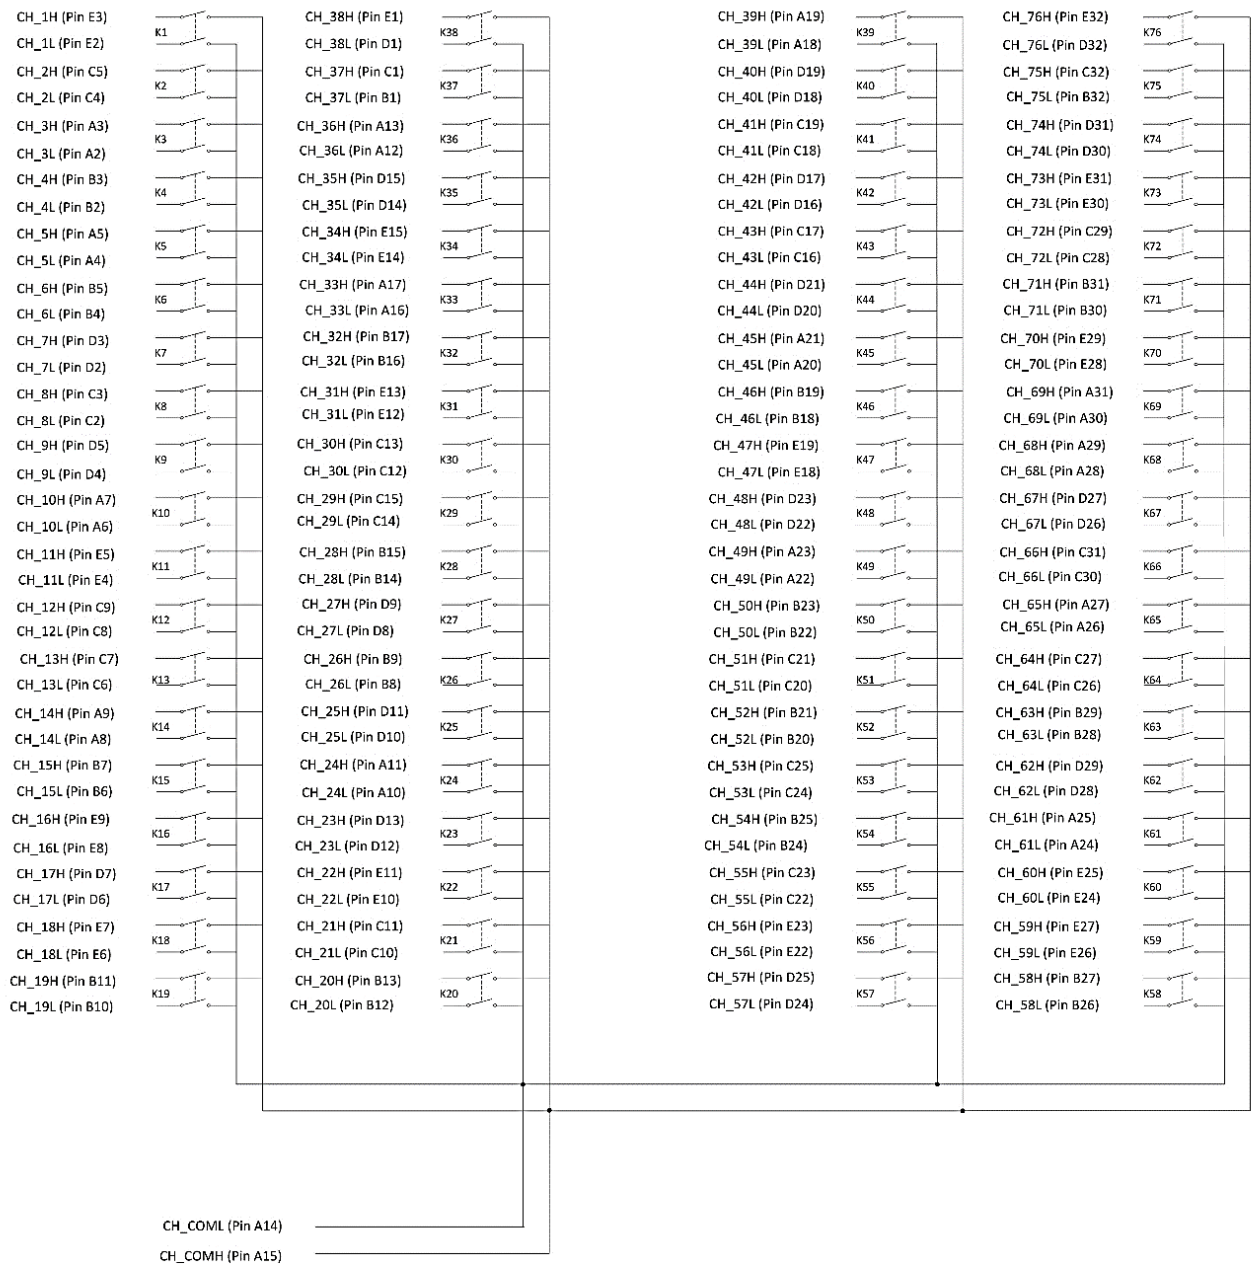 CH_1H (Pin E3)
K1
CH_1L (Pin E2)
CH_2H (Pin C5)
K2
CH_2L (Pin C4)
CH_3H (Pin A3)
K3
CH_3L (Pin A2)
CH_4H (Pin B3)
K4
CH_4L (Pin B2)
CH_5H (Pin A5)
K5
CH_5L (Pin A4)
CH_6H (Pin B5)
K6
CH_6L (Pin B4)
CH_7H (Pin D3)
K7
CH_7L (Pin D2)
CH_8H (Pin C3)
K8
CH_8L (Pin C2)
CH_9H (Pin D5)
K9
CH_9L (Pin D4)
CH_10H (Pin A7)
K10
CH_10L (Pin A6)
CH_11H (Pin E5)
K11
CH_11L (Pin E4)
CH_12H (Pin C9)
K12
CH_12L (Pin C8)
CH_13H (Pin C7)
K13
CH_13L (Pin C6)
CH_14H (Pin A9)
K14
CH_14L (Pin A8)
CH_15H (Pin B7)
K15
CH_15L (Pin B6)
CH_16H (Pin E9)
K16
CH_16L (Pin E8)
CH_17H (Pin D7)
K17
CH_17L (Pin D6)
CH_18H (Pin E7)
K18
CH_18L (Pin E6)
CH_19H (Pin B11)
K19
CH_19L (Pin B10)
CH_38H (Pin E1)
K38
CH_38L (Pin D1)
CH_37H (Pin C1)
K37
CH_37L (Pin B1)
CH_36H (Pin A13)
K36
CH_36L (Pin A12)
CH_35H (Pin D15)
K35
CH_35L (Pin D14)
CH_34H (Pin E15)
K34
CH_34L (Pin E14)
CH_33H (Pin A17)
K33
CH_33L (Pin A16)
CH_32H (Pin B17)
K32
CH_32L (Pin B16)
CH_31H (Pin E13)
K31
CH_31L (Pin E12)
CH_30H (Pin C13)
K30
CH_30L (Pin C12)
CH_29H (Pin C15)
K29
CH_29L (Pin C14)
CH_28H (Pin B15)
K28
CH_28L (Pin B14)
CH_27H (Pin D9)
K27
CH_27L (Pin D8)
CH_26H (Pin B9)
K26
CH_26L (Pin B8)
CH_25H (Pin D11)
K25
CH_25L (Pin D10)
CH_24H (Pin A11)
K24
CH_24L (Pin A10)
CH_23H (Pin D13)
K23
CH_23L (Pin D12)
CH_22H (Pin E11)
K22
CH_22L (Pin E10)
CH_21H (Pin C11)
K21
CH_21L (Pin C10)
CH_20H (Pin B13)
K20
CH_20L (Pin B12)
CH_39H (Pin A19)
K39
CH_39L (Pin A18)
CH_40H (Pin D19)
K40
CH_40L (Pin D18)
CH_41H (Pin C19)
K41
CH_41L (Pin C18)
CH_42H (Pin D17)
K42
CH_42L (Pin D16)
CH_43H (Pin C17)
K43
CH_43L (Pin C16)
CH_44H (Pin D21)
K44
CH_44L (Pin D20)
CH_45H (Pin A21)
K45
CH_45L (Pin A20)
CH_46H (Pin B19)
K46
CH_46L (Pin B18)
CH_47H (Pin E19)
K47
CH_47L (Pin E18)
CH_48H (Pin D23)
K48
CH_48L (Pin D22)
CH_49H (Pin A23)
K49
CH_49L (Pin A22)
CH_50H (Pin B23)
K50
CH_50L (Pin B22)
CH_51H (Pin C21)
K51
CH_51L (Pin C20)
CH_52H (Pin B21)
K52
CH_52L (Pin B20)
CH_53H (Pin C25)
K53
CH_53L (Pin C24)
CH_54H (Pin B25)
K54
CH_54L (Pin B24)
CH_55H (Pin C23)
K55
CH_55L (Pin C22)
CH_56H (Pin E23)
K56
CH_56L (Pin E22)
CH_57H (Pin D25)
K57
CH_57L (Pin D24)
CH_76H (Pin E32)
K76
CH_76L (Pin D32)
CH_75H (Pin C32)
K75
CH_75L (Pin B32)
CH_74H (Pin D31)
K74
CH_74L (Pin D30)
CH_73H (Pin E31)
K73
CH_73L (Pin E30)
CH_72H (Pin C29)
K72
CH_72L (Pin C28)
CH_71H (Pin B31)
K71
CH_71L (Pin B30)
CH_70H (Pin E29)
K70
CH_70L (Pin E28)
CH_69H (Pin A31)
K69
CH_69L (Pin A30)
CH_68H (Pin A29)
K68
CH_68L (Pin A28)
CH_67H (Pin D27)
K67
CH_67L (Pin D26)
CH_66H (Pin C31)
K66
CH_66L (Pin C30)
CH_65H (Pin A27)
K65
CH_65L (Pin A26)
CH_64H (Pin C27)
K64
CH_64L (Pin C26)
CH_63H (Pin B29)
K63
CH_63L (Pin B28)
CH_62H (Pin D29)
K62
CH_62L (Pin D28)
CH_61H (Pin A25)
K61
CH_61L (Pin A24)
CH_60H (Pin E25)
K60
CH_60L (Pin E24)
CH_59H (Pin E27)
K59
CH_59L (Pin E26)
CH_58H (Pin B27)
K58
CH_58L (Pin B26)
CH_COML (Pin A14)
CH_COMH (Pin A15)